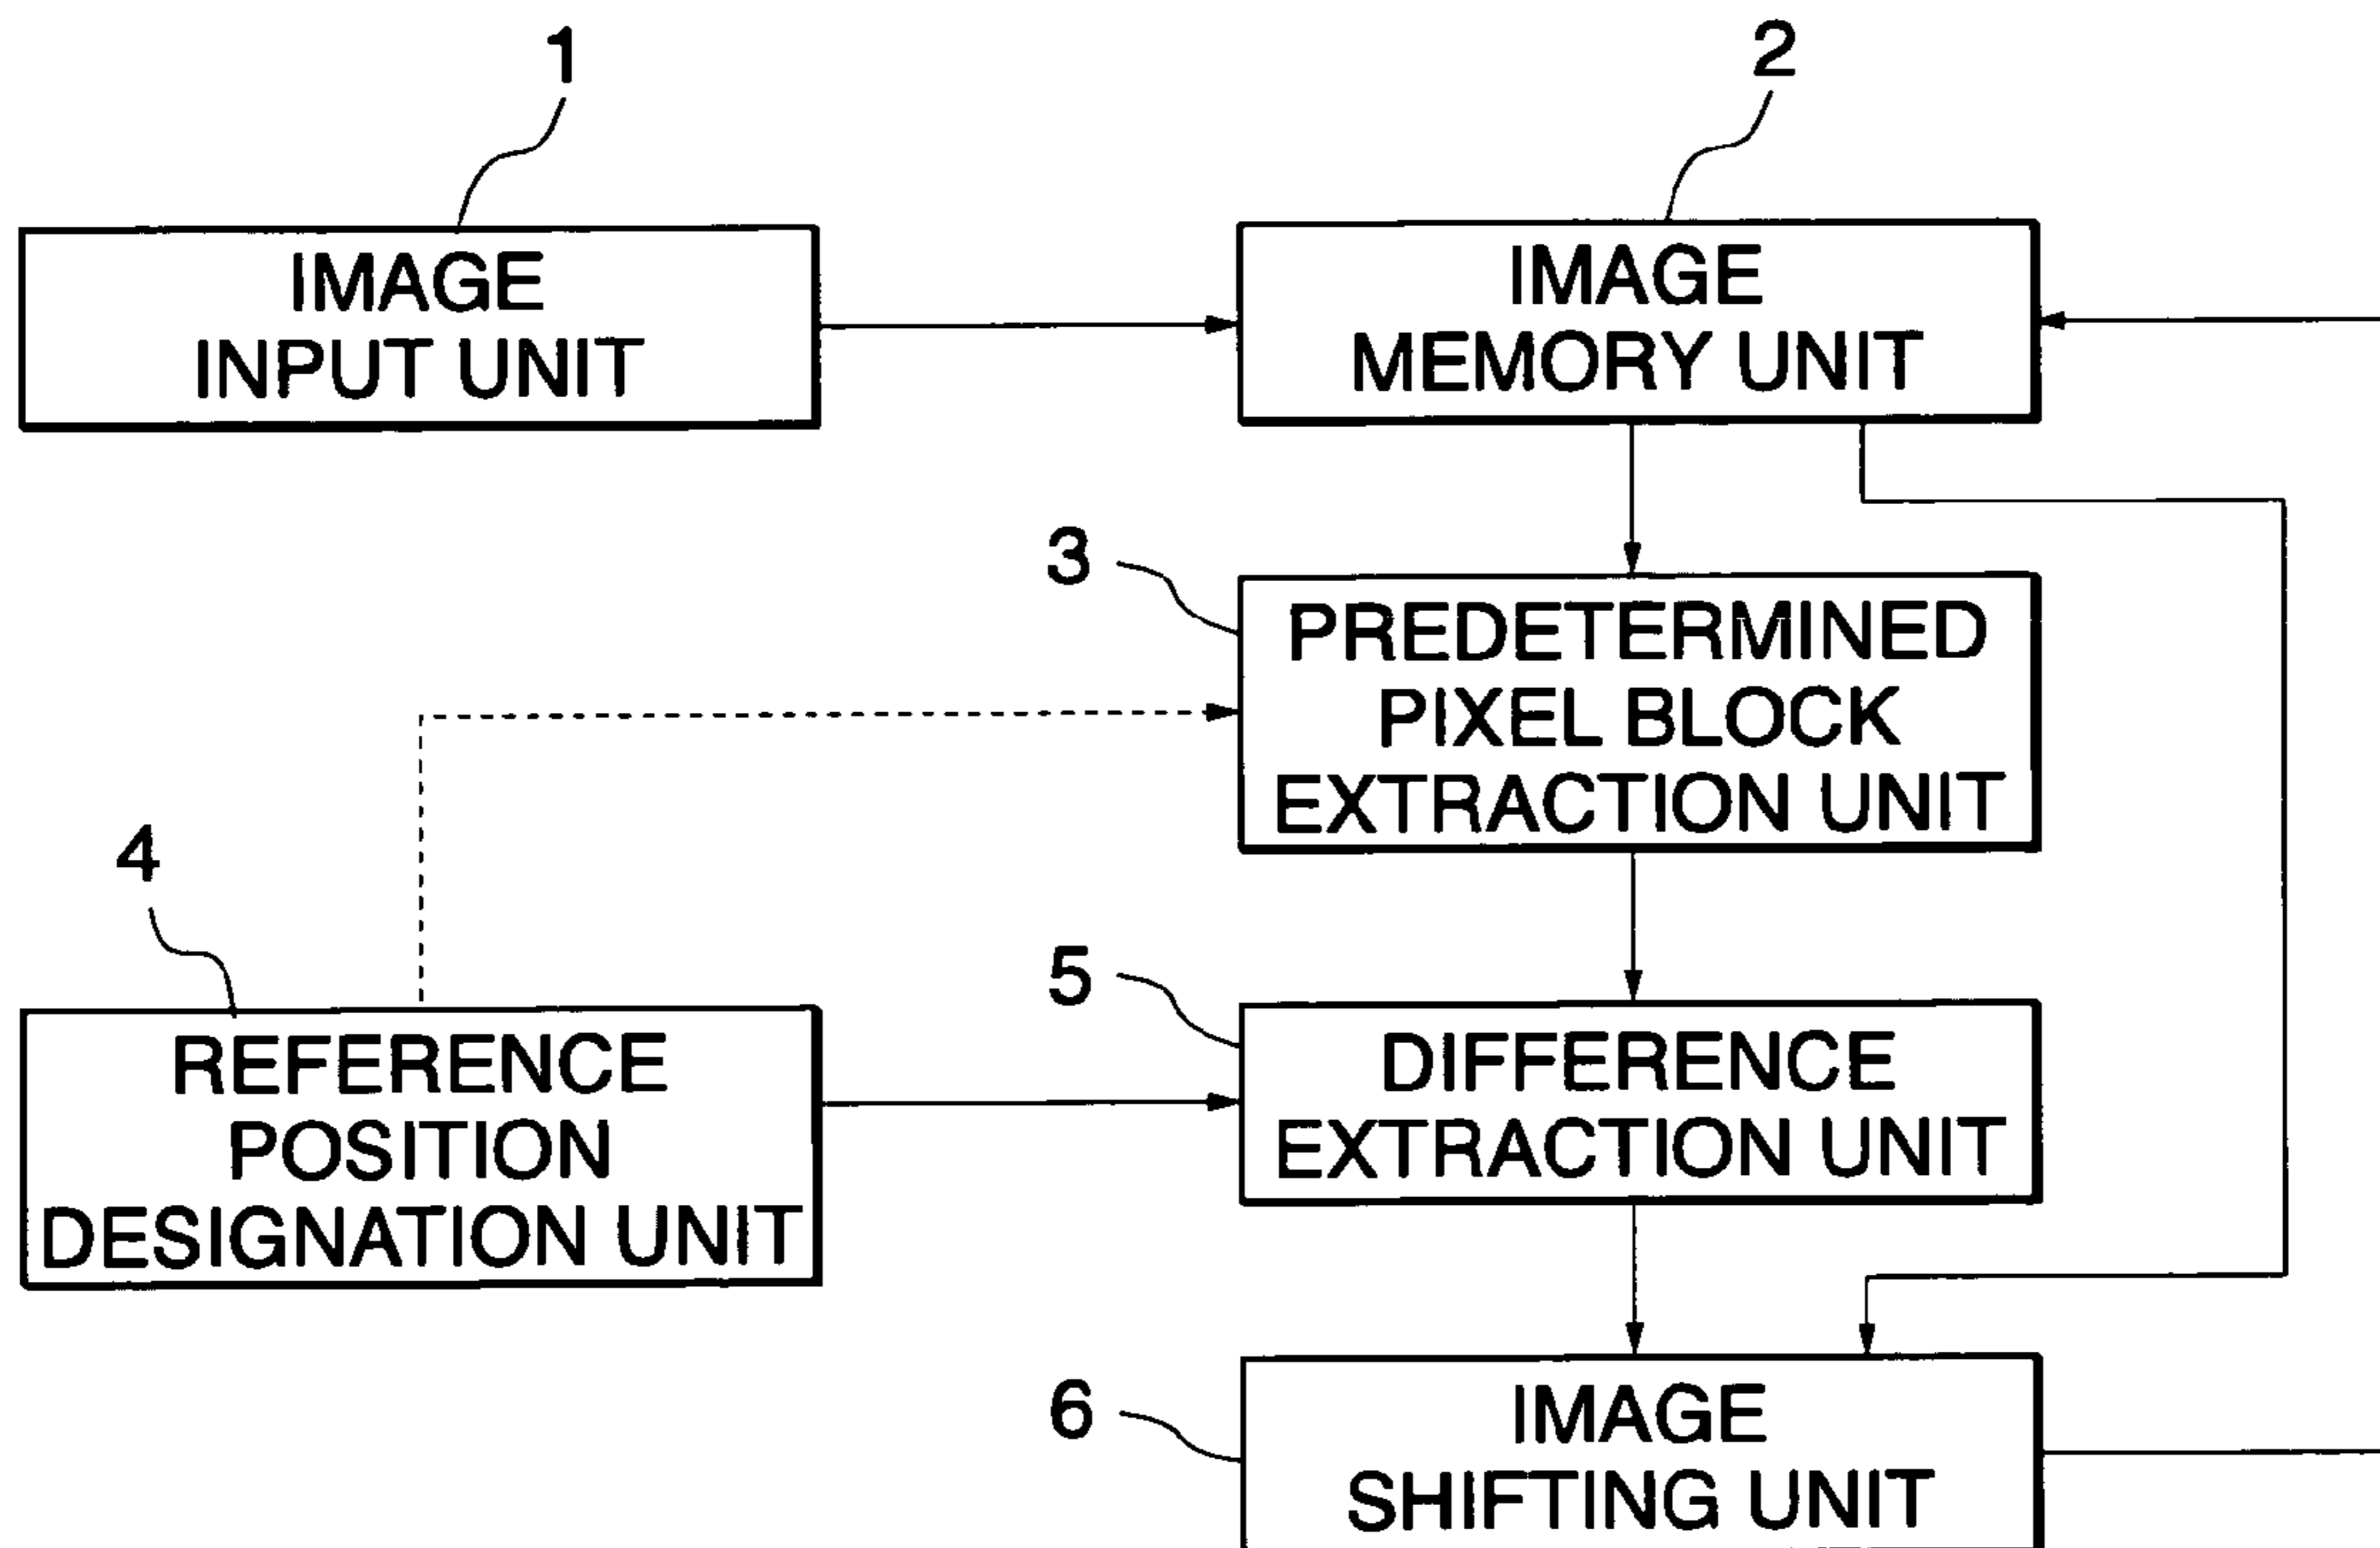 1
2
IMAGE
INPUT UNIT
IMAGE
MEMORY UNIT
3
PREDETERMINED
PIXEL BLOCK
EXTRACTION UNIT
4
REFERENCE
POSITION
DESIGNATION UNIT
5
DIFFERENCE
EXTRACTION UNIT
6
IMAGE
SHIFTING UNIT